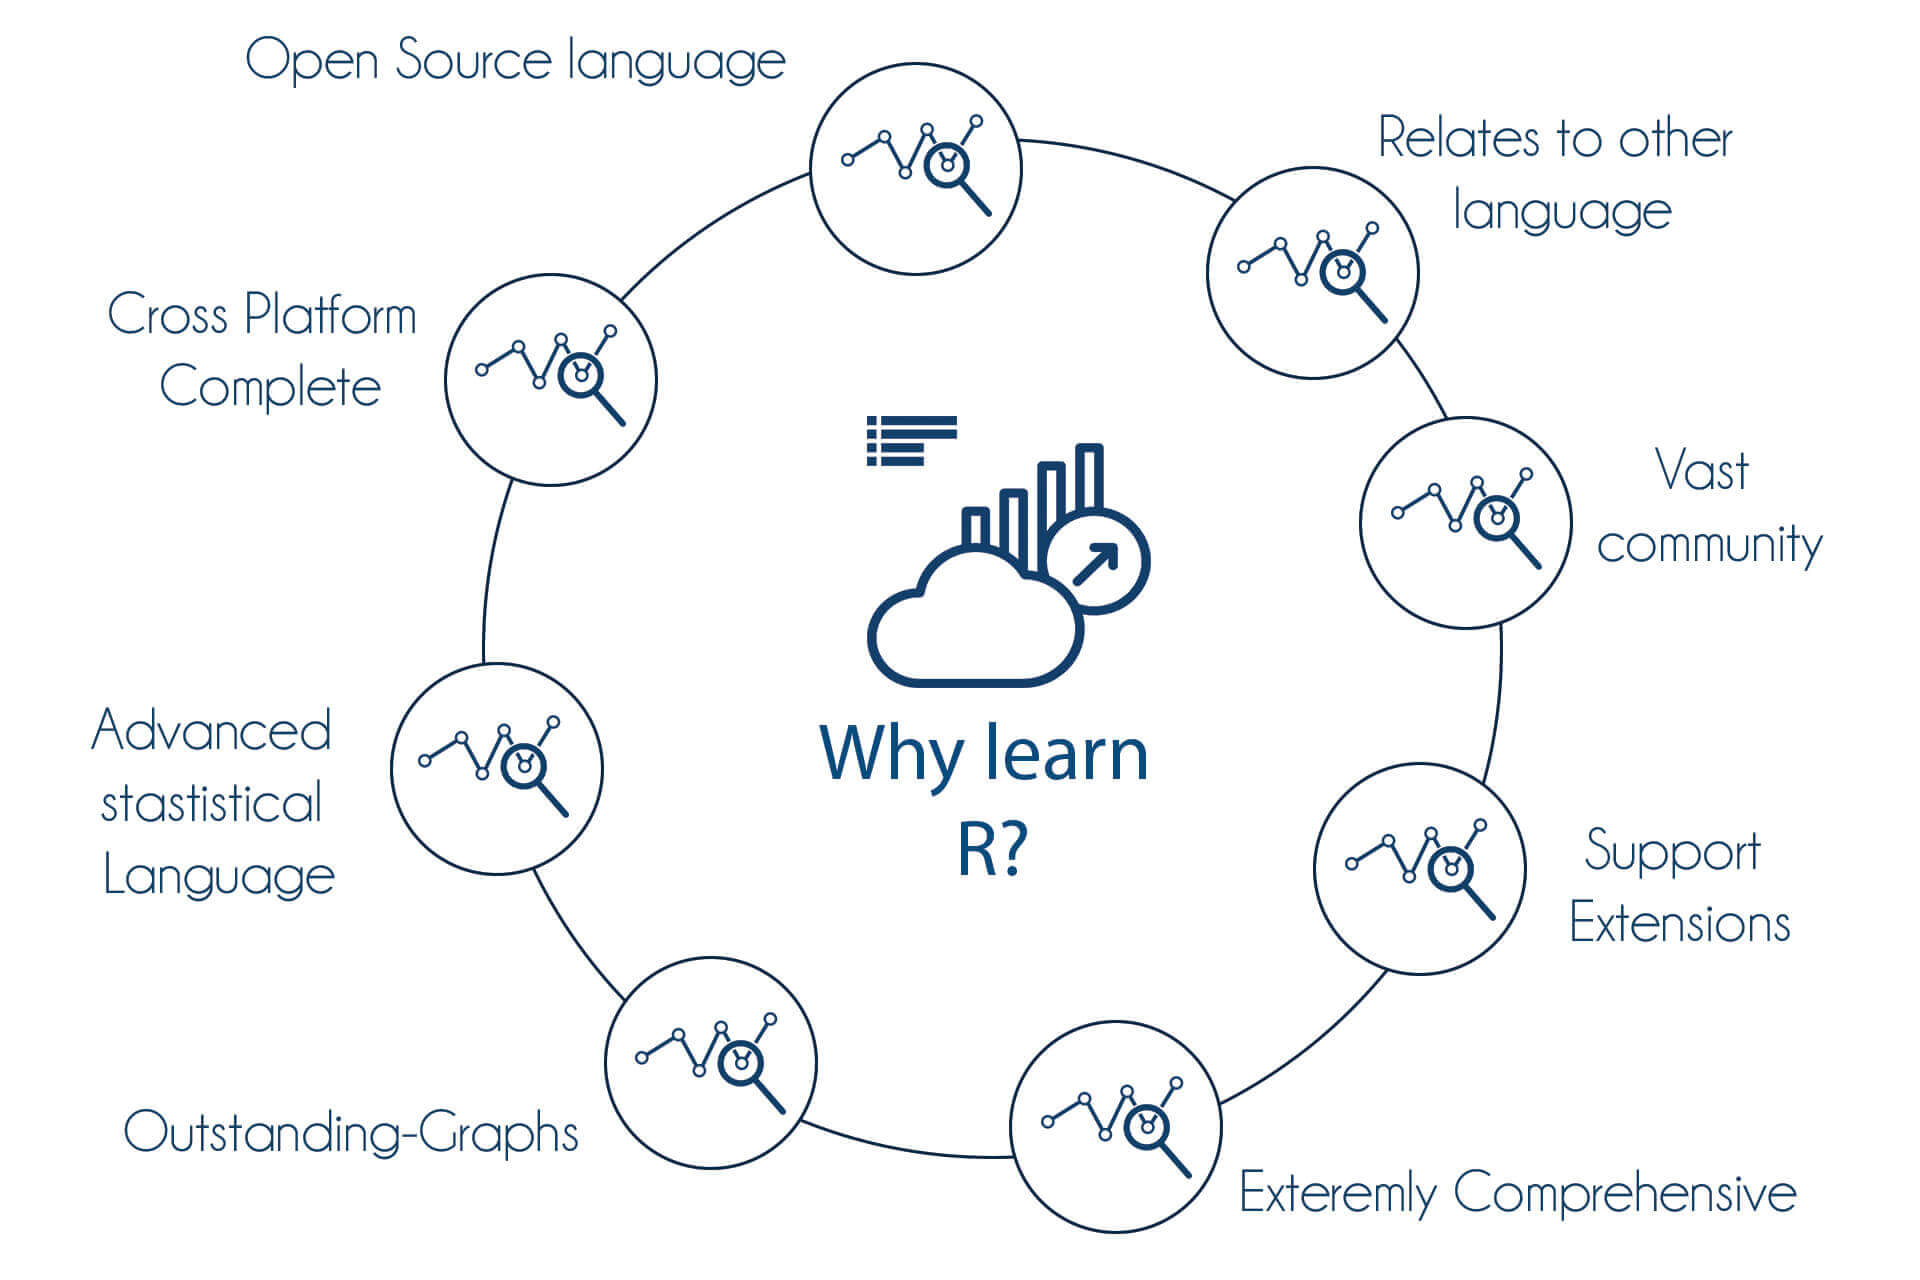 Open Source language
Relates to other
language
Cross Platform
Complete
Vast
community
Why learn
R?
Advanced
stastistical
Language
Support
Extensions
Outstanding-Graphs
Exteremly Comprehensive